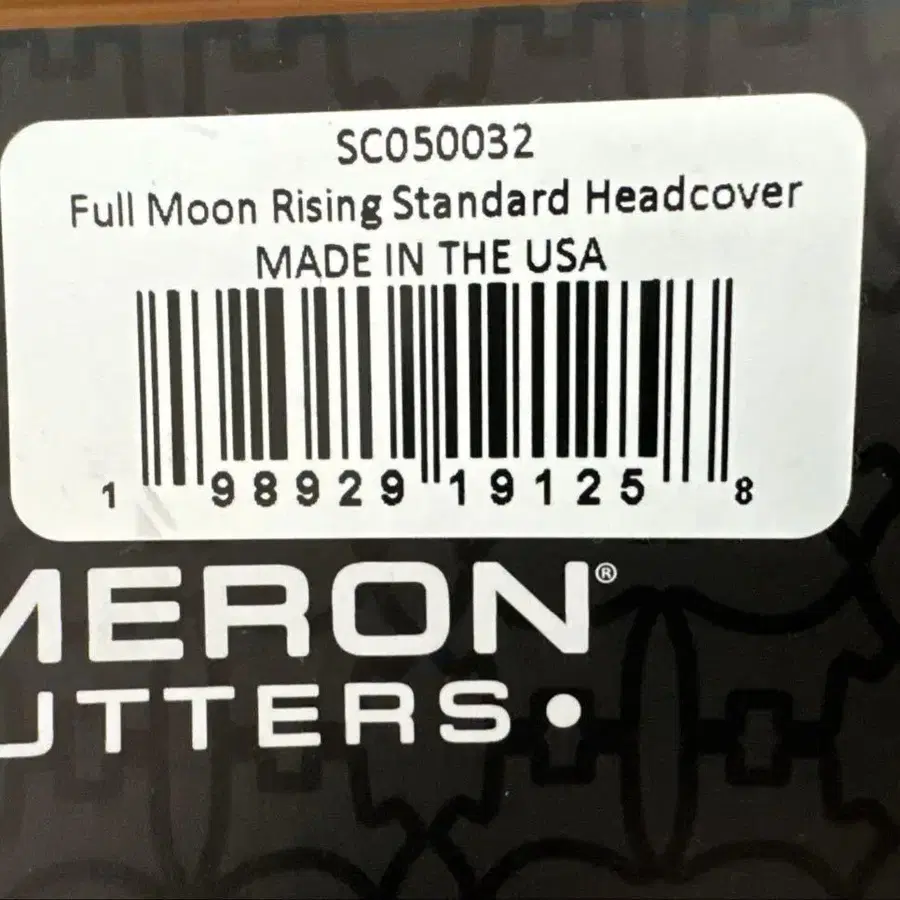 SC050032
Full Moon Rising Standard Headcover
MADE IN THE USA
1 98929 19125 8
MERON®
UTTERS•